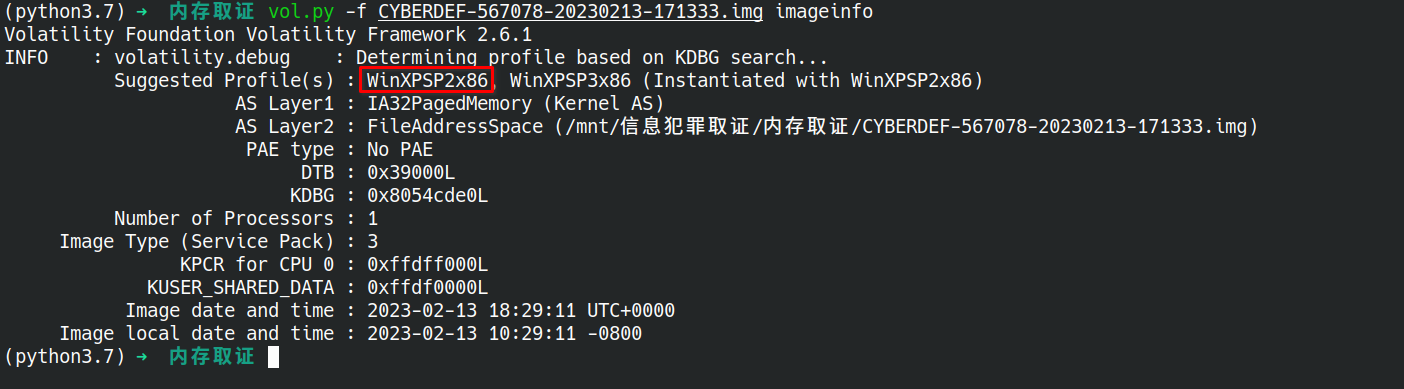 (python3.7) → 内存取证 vol.py -f CYBERDEF-567078-20230213-171333.img imageinfo
Volatility Foundation Volatility Framework 2.6.1
INFO    : volatility.debug    : Determining profile based on KDBG search...
          Suggested Profile(s) : WinXPSP2x86, WinXPSP3x86 (Instantiated with WinXPSP2x86)
                     AS Layer1 : IA32PagedMemory (Kernel AS)
                     AS Layer2 : FileAddressSpace (/mnt/信息犯罪取证/内存取证/CYBERDEF-567078-20230213-171333.img)
                      PAE type : No PAE
                           DTB : 0x39000L
                          KDBG : 0x8054cde0L
          Number of Processors : 1
     Image Type (Service Pack) : 3
                KPCR for CPU 0 : 0xffdff000L
             KUSER_SHARED_DATA : 0xffdf0000L
           Image date and time : 2023-02-13 18:29:11 UTC+0000
     Image local date and time : 2023-02-13 10:29:11 -0800
(python3.7) → 内存取证